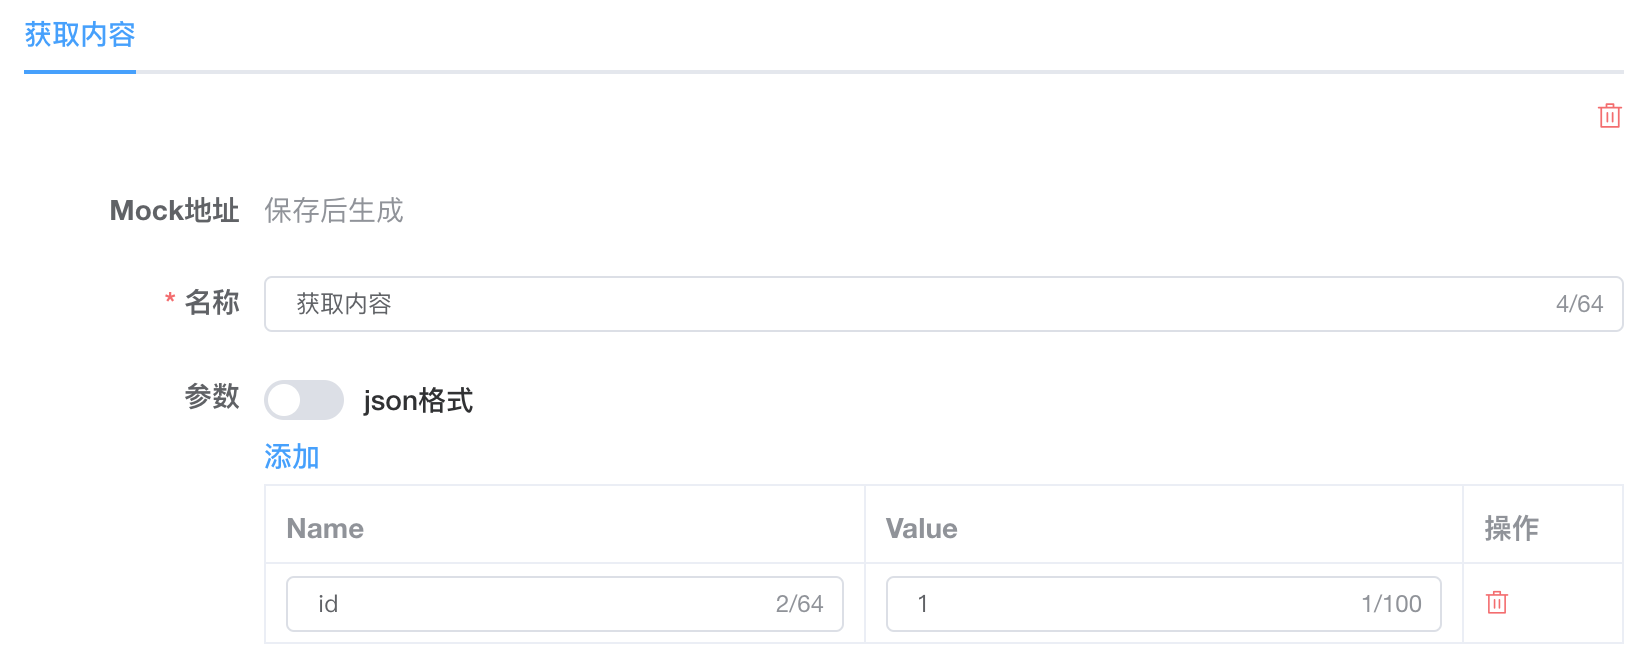 获取内容
Mock地址 保存后生成
* 名称 获取内容 4/64
参数 json格式
添加
Name Value 操作
id 2/64 1 1/100